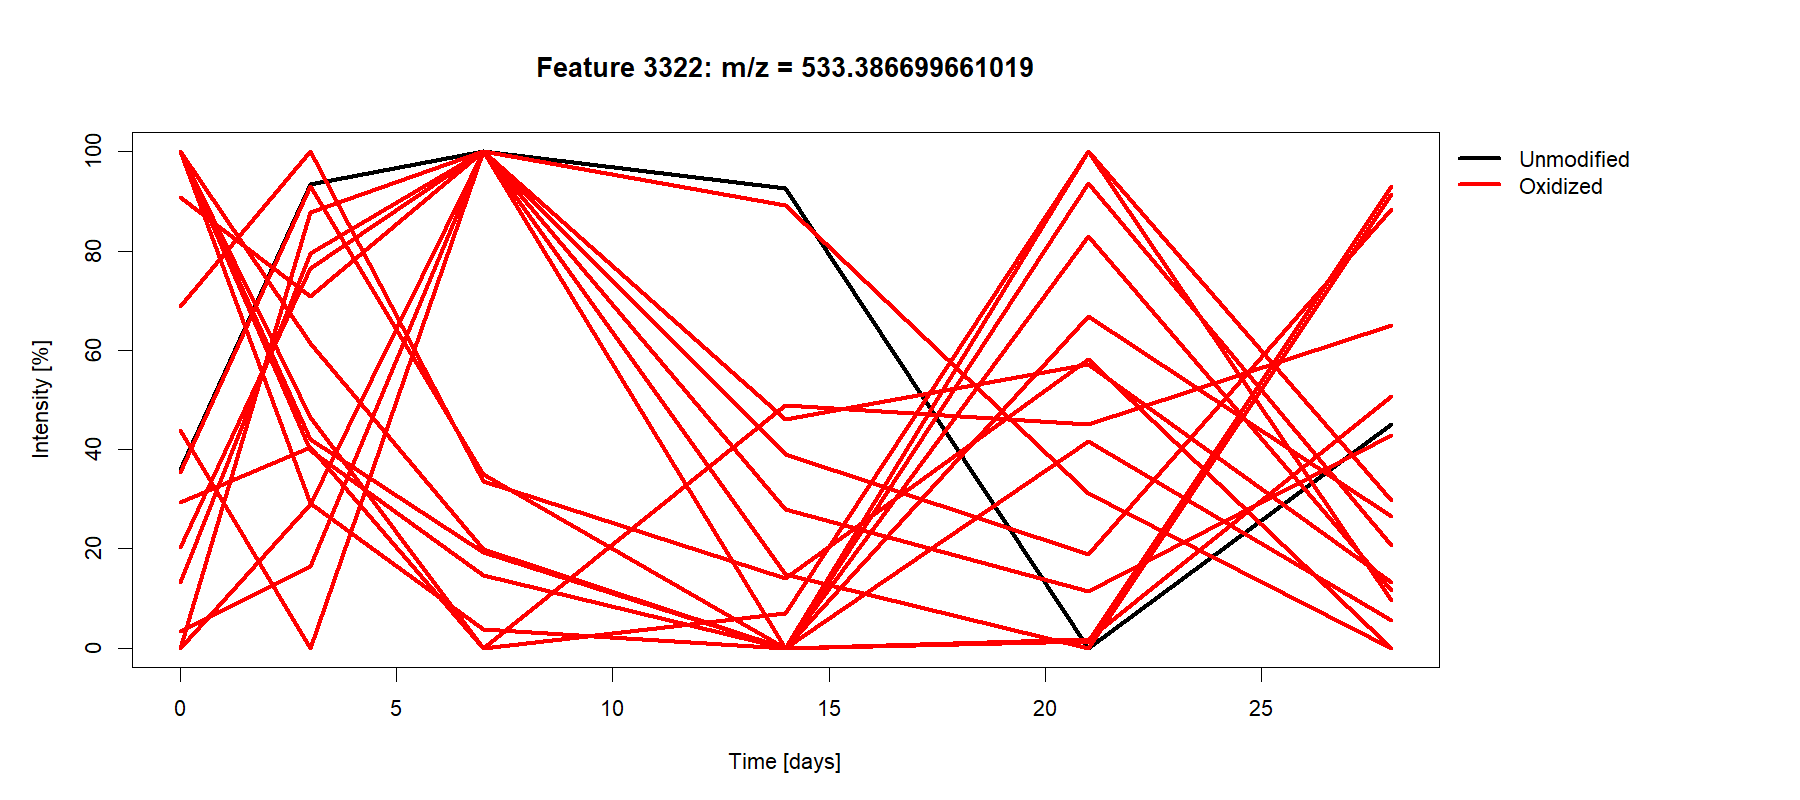 Feature 3322: m/z = 533.386699661019
100
80
60
40
20
0
Intensity [%]
0 5 10 15 20 25
Time [days]
Unmodified
Oxidized